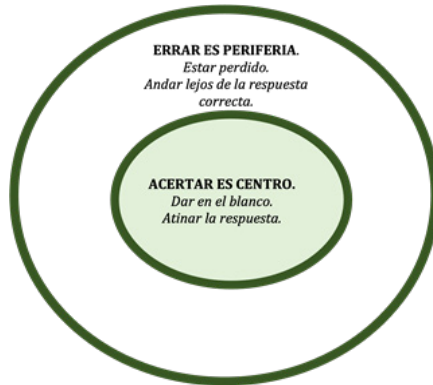 ERRAR ES PERIFERIA.
Estar perdido.
Andar lejos de la respuesta
correcta.
ACERTAR ES CENTRO.
Dar en el blanco.
Atinar la respuesta.